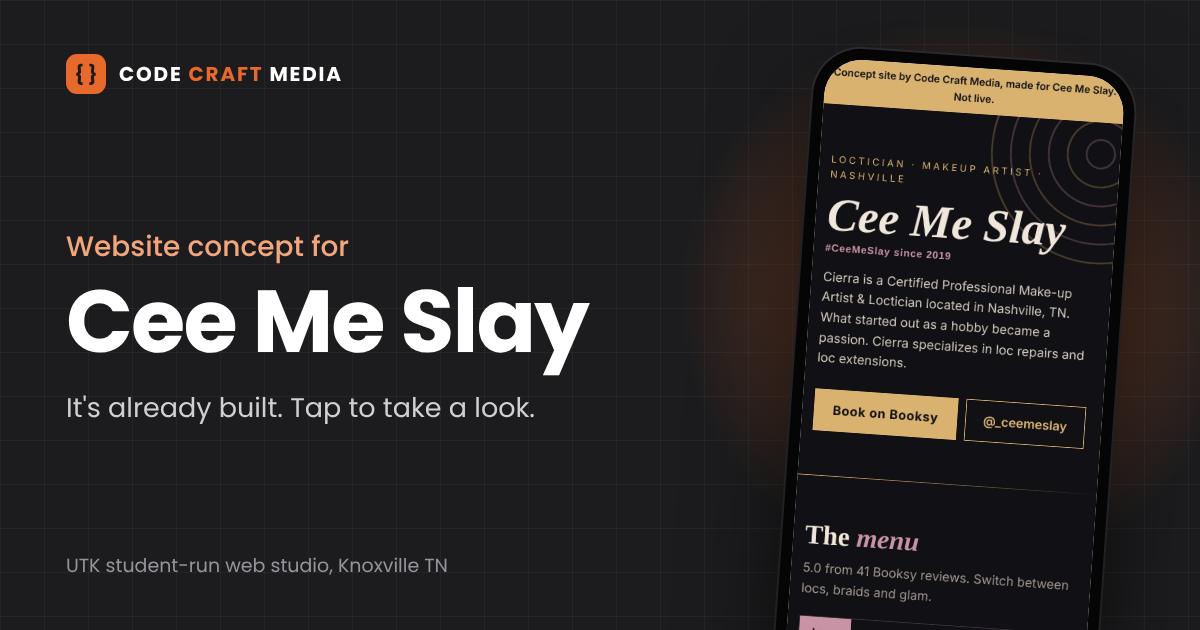 { } CODE CRAFT MEDIA
Website concept for
Cee Me Slay
It's already built. Tap to take a look.
UTK student-run web studio, Knoxville TN
Concept site by Code Craft Media, made for Cee Me Slay.
Not live.
LOCTICIAN · MAKEUP ARTIST ·
NASHVILLE
Cee Me Slay
#CeeMeSlay since 2019
Cierra is a Certified Professional Make-up
Artist & Loctician located in Nashville, TN.
What started out as a hobby became a
passion. Cierra specializes in loc repairs and
loc extensions.
Book on Booksy
@_ceemeslay
The menu
5.0 from 41 Booksy reviews. Switch between
locs, braids and glam.